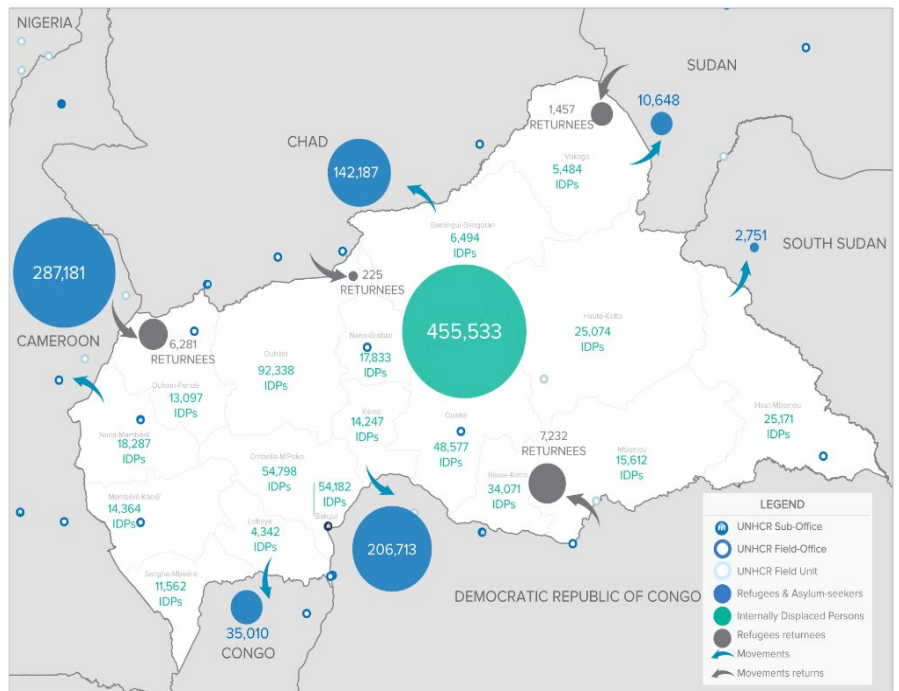 NIGERIA
SUDAN
1,457
RETURNEES
10,648
CHAD
142,187
Vakaga
5,484
IDPs
Bamingui-Bangoran
6,494
IDPs
2,751
SOUTH SUDAN
287,181
225
RETURNEES
455,533
CAMEROON
6,281
RETURNEES
Ouham
92,338
IDPs
Nana-Grebizi
17,833
IDPs
Haute-Kotto
25,074
IDPs
Ouham-Pendé
13,097
IDPs
Kémo
14,247
IDPs
Ouaka
48,577
IDPs
Haut-Mbomou
25,171
IDPs
Nana-Mambéré
18,287
IDPs
Ombella M'Poko
54,798
IDPs
7,232
RETURNEES
Mbomou
15,612
IDPs
Basse-Kotto
34,071
IDPs
Mambéré-Kadéï
14,364
IDPs
54,182
IDPs
Bangui
Lobaye
4,342
IDPs
206,713
Sangha-Mbaéré
11,562
IDPs
35,010
CONGO
DEMOCRATIC REPUBLIC OF CONGO
LEGEND
UNHCR Sub-Office
UNHCR Field-Office
UNHCR Field Unit
Refugees & Asylum-seekers
Internally Displaced Persons
Refugees returnees
Movements
Movements returns